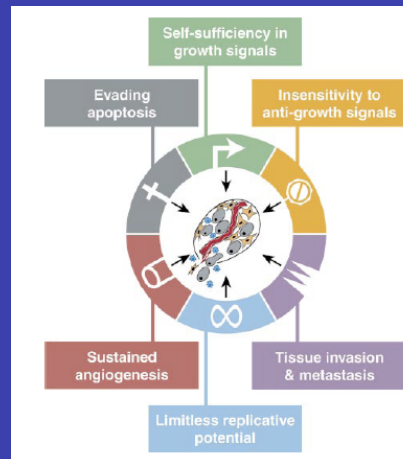 Self-sufficiency in
growth signals
Evading
apoptosis
Insensitivity to
anti-growth signals
Sustained
angiogenesis
Tissue invasion
& metastasis
Limitless replicative
potential